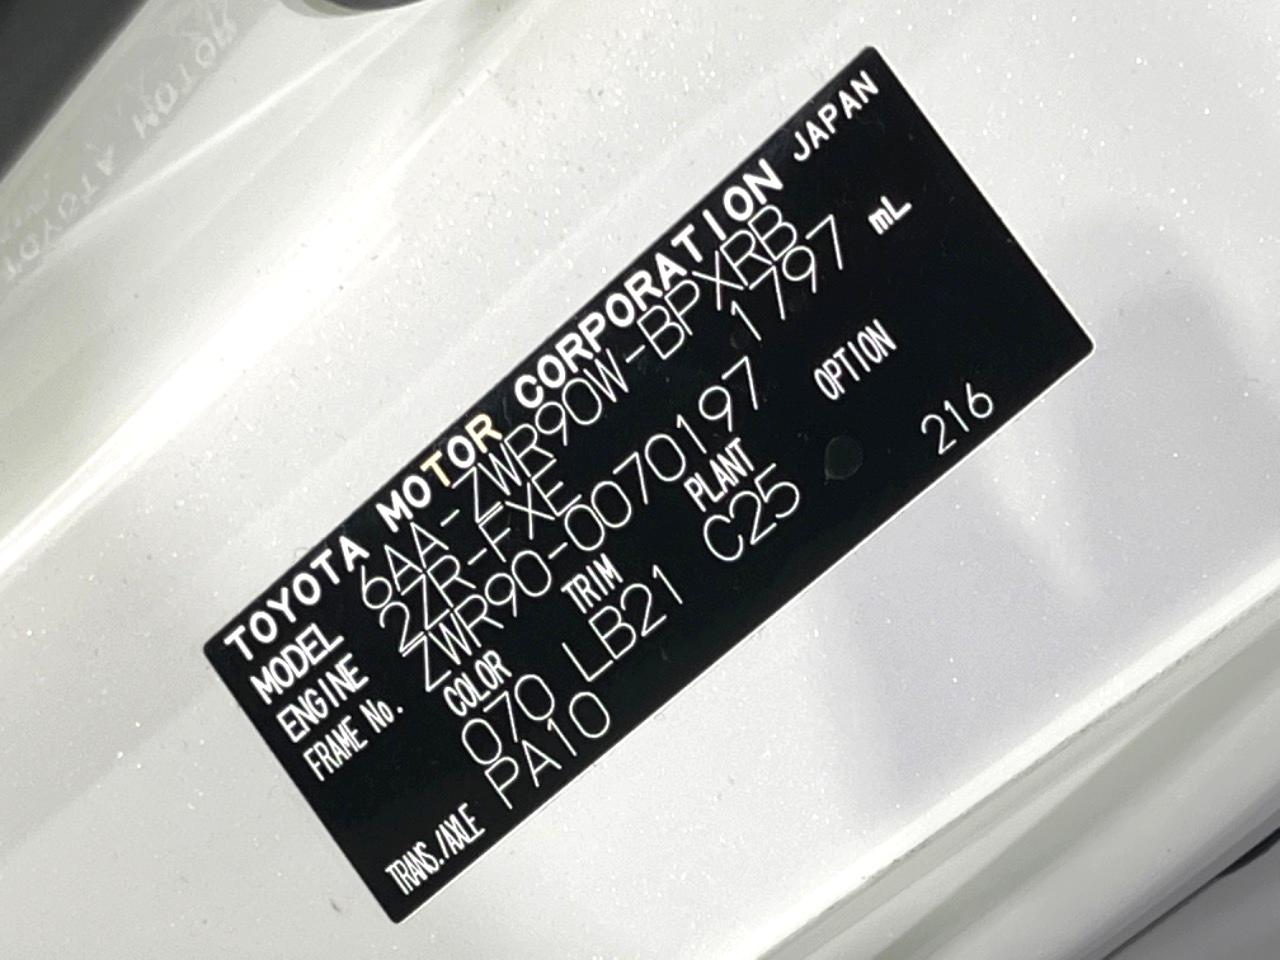 TOYOTA MOTOR CORPORATION JAPAN
MODEL 6AA-ZWR90W-BPXRB
ENGINE 2ZR-FXE 1797 mL
FRAME No. ZWR90-0070197
COLOR TRIM PLANT OPTION
070 LB21 C25 216
TRANS./AXLE PA10